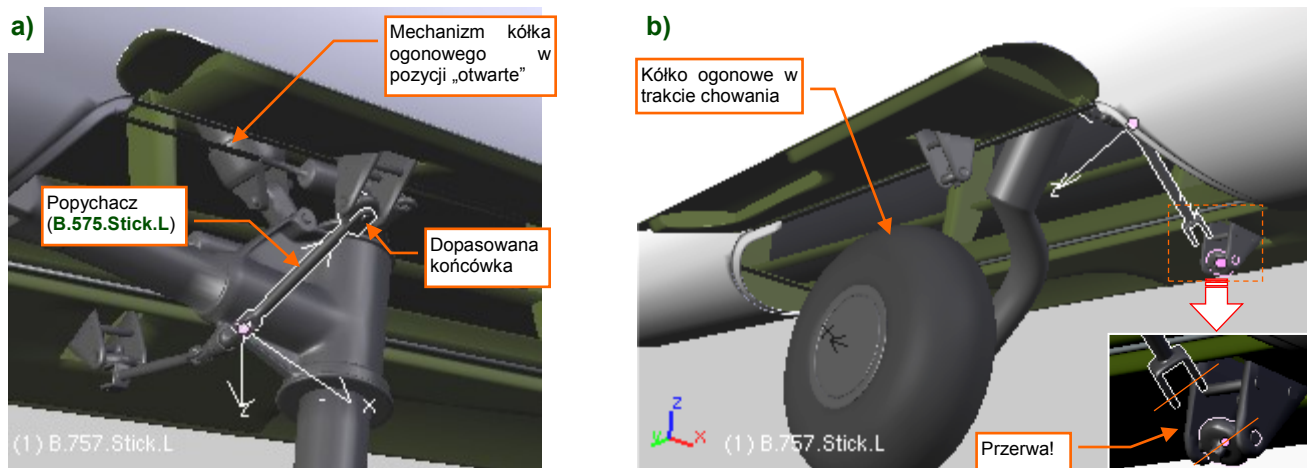 a)
Mechanizm kółka
ogonowego w
pozycji „otwarte”
Popychacz
(B.575.Stick.L)
Dopasowana
końcówka
z
x
(1) B.757.Stick.L
b)
Kółko ogonowe w
trakcie chowania
z
z
y
x
(1) B.757.Stick.L
Przerwa!